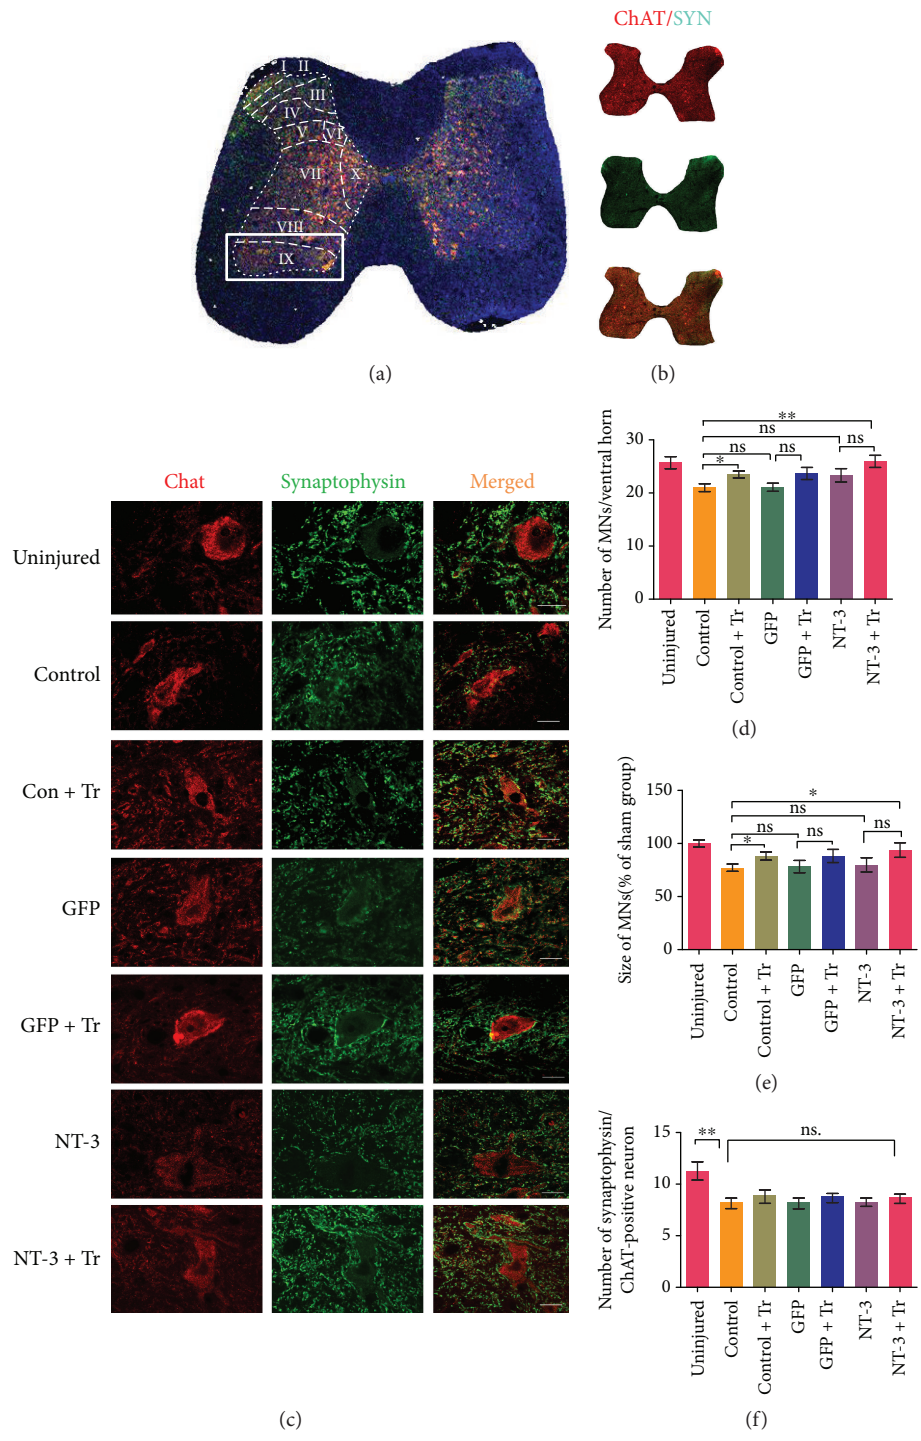 ChAT/SYN
I II
III
IV
V VI
VII X
VIII
IX
(a)
(b)
Chat Synaptophysin Merged
Uninjured
Control
Con + Tr
GFP
GFP + Tr
NT-3
NT-3 + Tr
(c)
Number of MNs/ventral horn
30
20
10
0
**
ns
ns ns ns
*
Uninjured
Control
Control + Tr
GFP
GFP + Tr
NT-3
NT-3 + Tr
(d)
Size of MNs(% of sham group)
150
100
50
0
*
ns
ns ns ns
*
Uninjured
Control
Control + Tr
GFP
GFP + Tr
NT-3
NT-3 + Tr
(e)
Number of synaptophysin/
ChAT-positive neuron
15
10
5
0
** ns.
Uninjured
Control
Control + Tr
GFP
GFP + Tr
NT-3
NT-3 + Tr
(f)